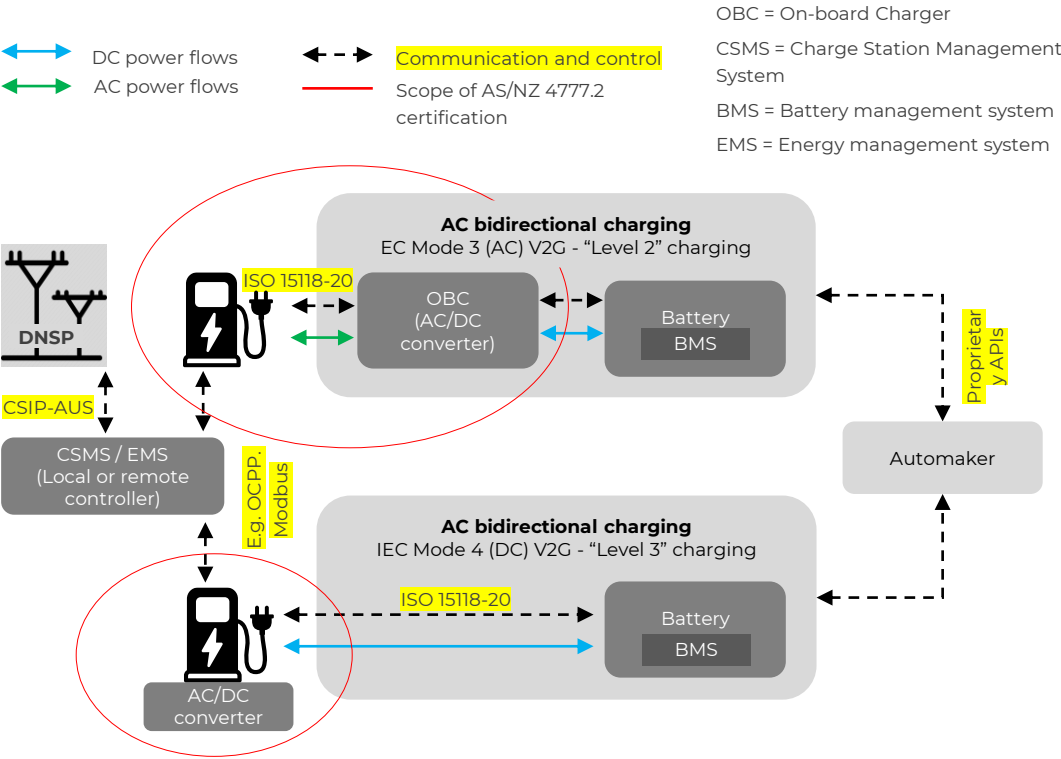 DC power flows
AC power flows
Communication and control
Scope of AS/NZ 4777.2
certification
OBC = On-board Charger
CSMS = Charge Station Management
System
BMS = Battery management system
EMS = Energy management system
AC bidirectional charging
EC Mode 3 (AC) V2G - “Level 2” charging
ISO 15118-20
OBC
(AC/DC
converter)
Battery
BMS
DNSP
CSIP-AUS
Proprietar
y APIs
CSMS / EMS
(Local or remote
controller)
E.g. OCPP.
Modbus
Automaker
AC bidirectional charging
IEC Mode 4 (DC) V2G - “Level 3” charging
ISO 15118-20
Battery
BMS
AC/DC
converter